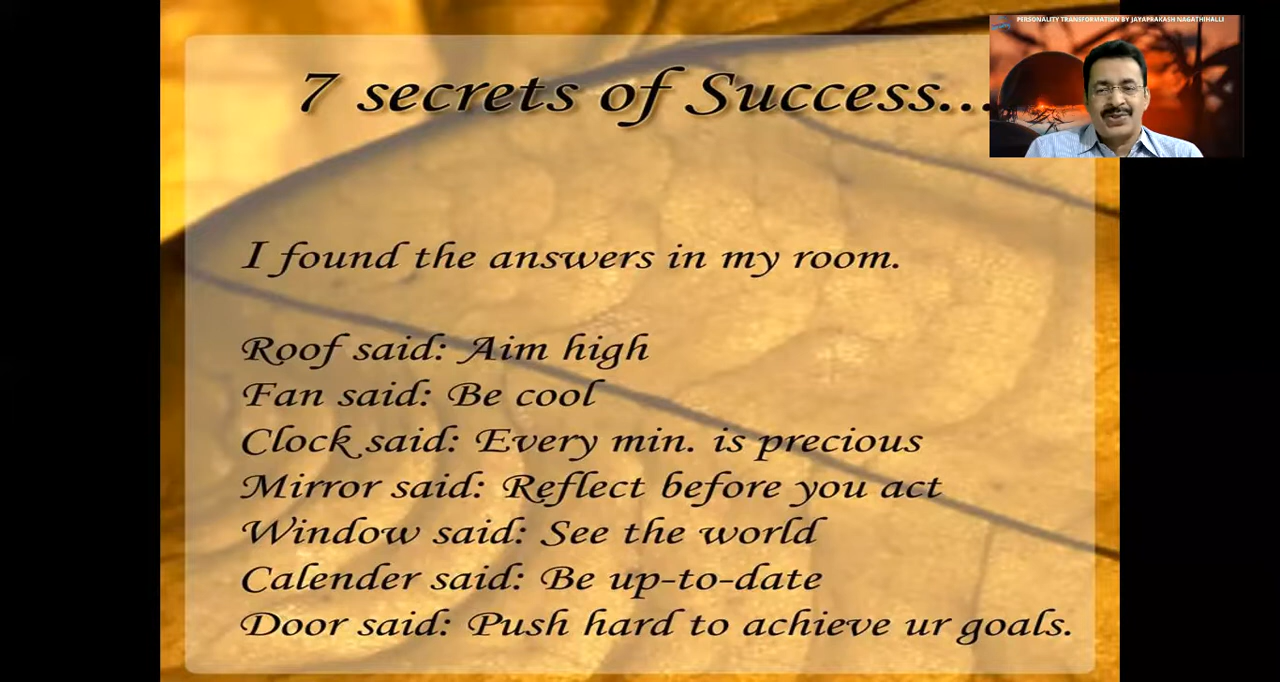 PERSONALITY TRANSFORMATION BY JAYAPRAKASH NAGATHIHALLI
7 secrets of Success...
I found the answers in my room.
Roof said: Aim high
Fan said: Be cool
Clock said: Every min. is precious
Mirror said: Reflect before you act
Window said: See the world
Calender said: Be up-to-date
Door said: Push hard to achieve ur goals.